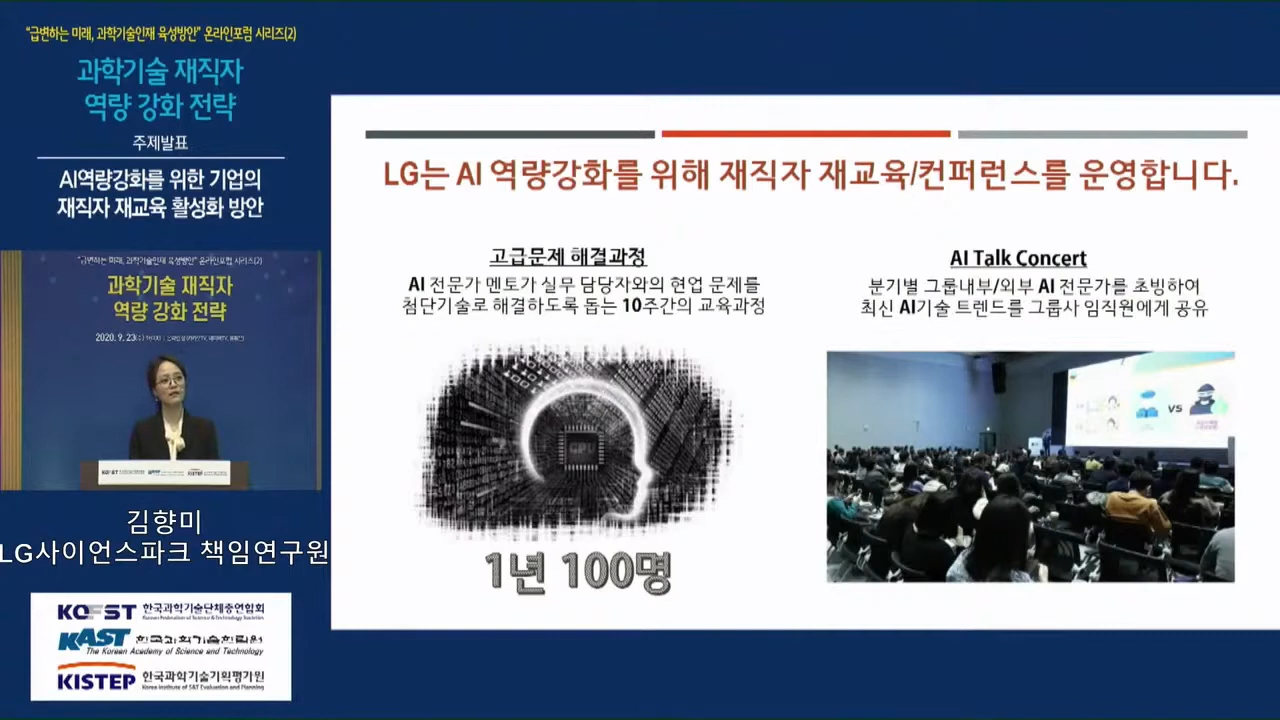 "급변하는 미래, 과학기술인재 육성방안" 온라인포럼 시리즈(2)
과학기술 재직자
역량 강화 전략
주제발표
AI역량강화를 위한 기업의
재직자 재교육 활성화 방안
"급변하는 미래, 과학기술인재 육성방안" 온라인포럼 시리즈(2)
과학기술 재직자
역량 강화 전략
2020. 9. 23
KOFST
KAST
KISTEP
김향미
LG사이언스파크 책임연구원
KOFST 한국과학기술단체총연합회
Korean Federation of Science & Technology Societies
KAST 한국과학기술한림원
The Korean Academy of Science and Technology
KISTEP 한국과학기술기획평가원
Korea Institute of S&T Evaluation and Planning
LG는 AI 역량강화를 위해 재직자 재교육/컨퍼런스를 운영합니다.
고급문제 해결과정
AI 전문가 멘토가 실무 담당자와의 현업 문제를
첨단기술로 해결하도록 돕는 10주간의 교육과정
CPU
1년 100명
AI Talk Concert
분기별 그룹내부/외부 AI 전문가를 초빙하여
최신 AI기술 트렌드를 그룹사 임직원에게 공유
VS